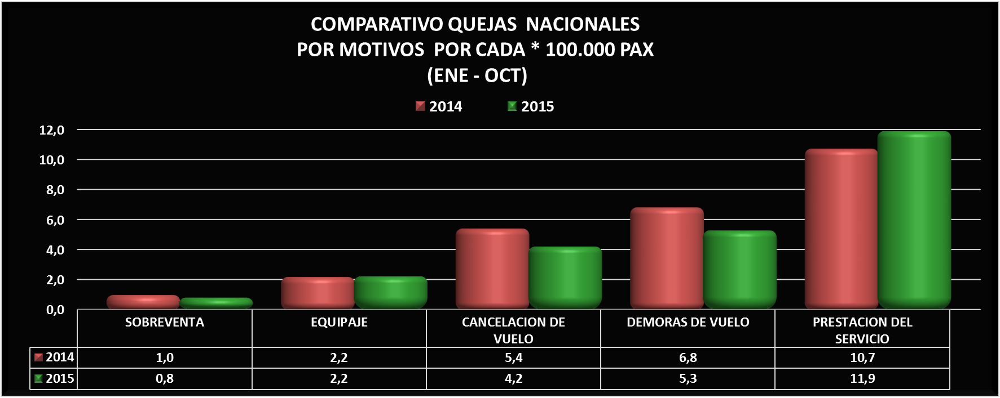 COMPARATIVO QUEJAS NACIONALES
POR MOTIVOS POR CADA * 100.000 PAX
(ENE - OCT)
2014 2015
12,0
10,0
8,0
6,0
4,0
2,0
0,0
SOBREVENTA EQUIPAJE CANCELACION DE VUELO DEMORAS DE VUELO PRESTACION DEL SERVICIO
2014 1,0 2,2 5,4 6,8 10,7
2015 0,8 2,2 4,2 5,3 11,9